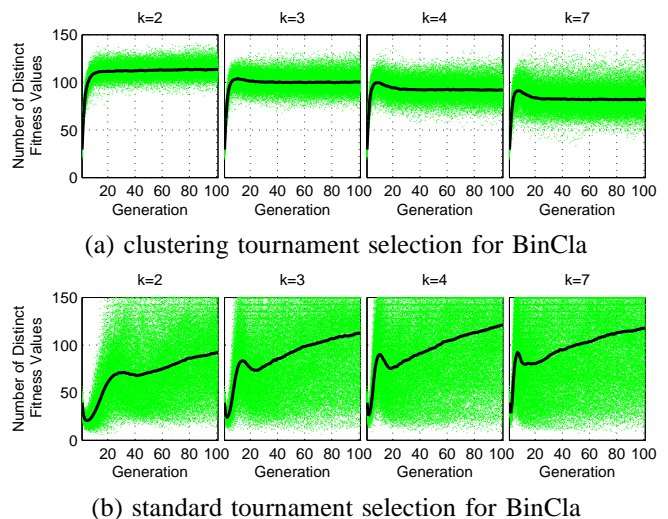 k=2 k=3 k=4 k=7
Number of Distinct
Fitness Values
150
100
50
0
20 40 60 80 100 20 40 60 80 100 20 40 60 80 100 20 40 60 80 100
Generation Generation Generation Generation
(a) clustering tournament selection for BinCla
k=2 k=3 k=4 k=7
Number of Distinct
Fitness Values
150
100
50
0
20 40 60 80 100 20 40 60 80 100 20 40 60 80 100 20 40 60 80 100
Generation Generation Generation Generation
(b) standard tournament selection for BinCla